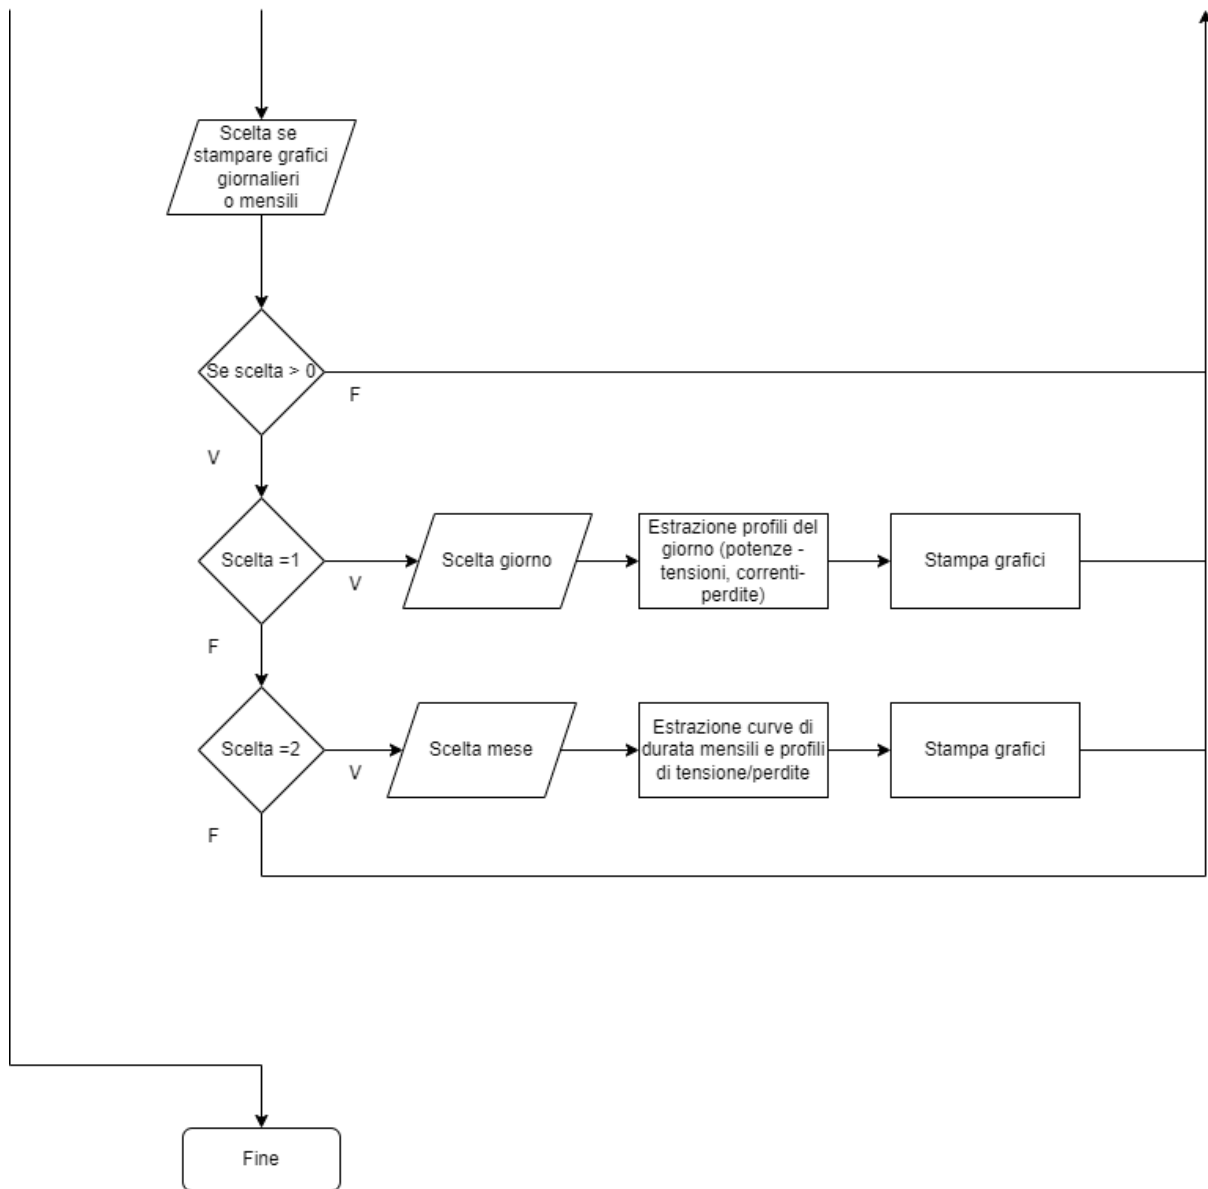 Scelta se
stampare grafici
giornalieri
o mensili
Se scelta > 0
F
V
Scelta =1
V
Scelta giorno
Estrazione profili del
giorno (potenze -
tensioni, correnti-
perdite)
Stampa grafici
F
Scelta =2
V
Scelta mese
Estrazione curve di
durata mensili e profili
di tensione/perdite
Stampa grafici
F
Fine